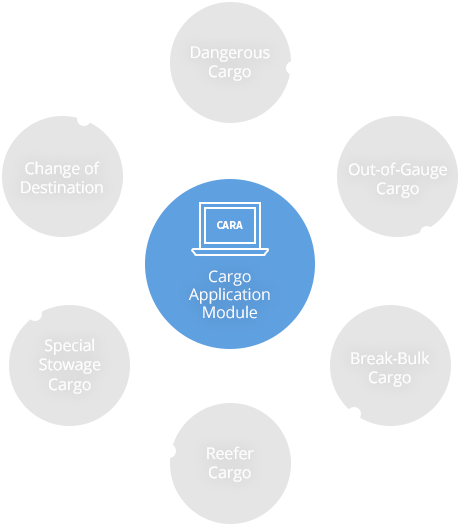 Dangerous
Cargo
Change of
Destination
Out-of-Gauge
Cargo
CARA
Cargo
Application
Module
Special
Stowage
Cargo
Break-Bulk
Cargo
Reefer
Cargo